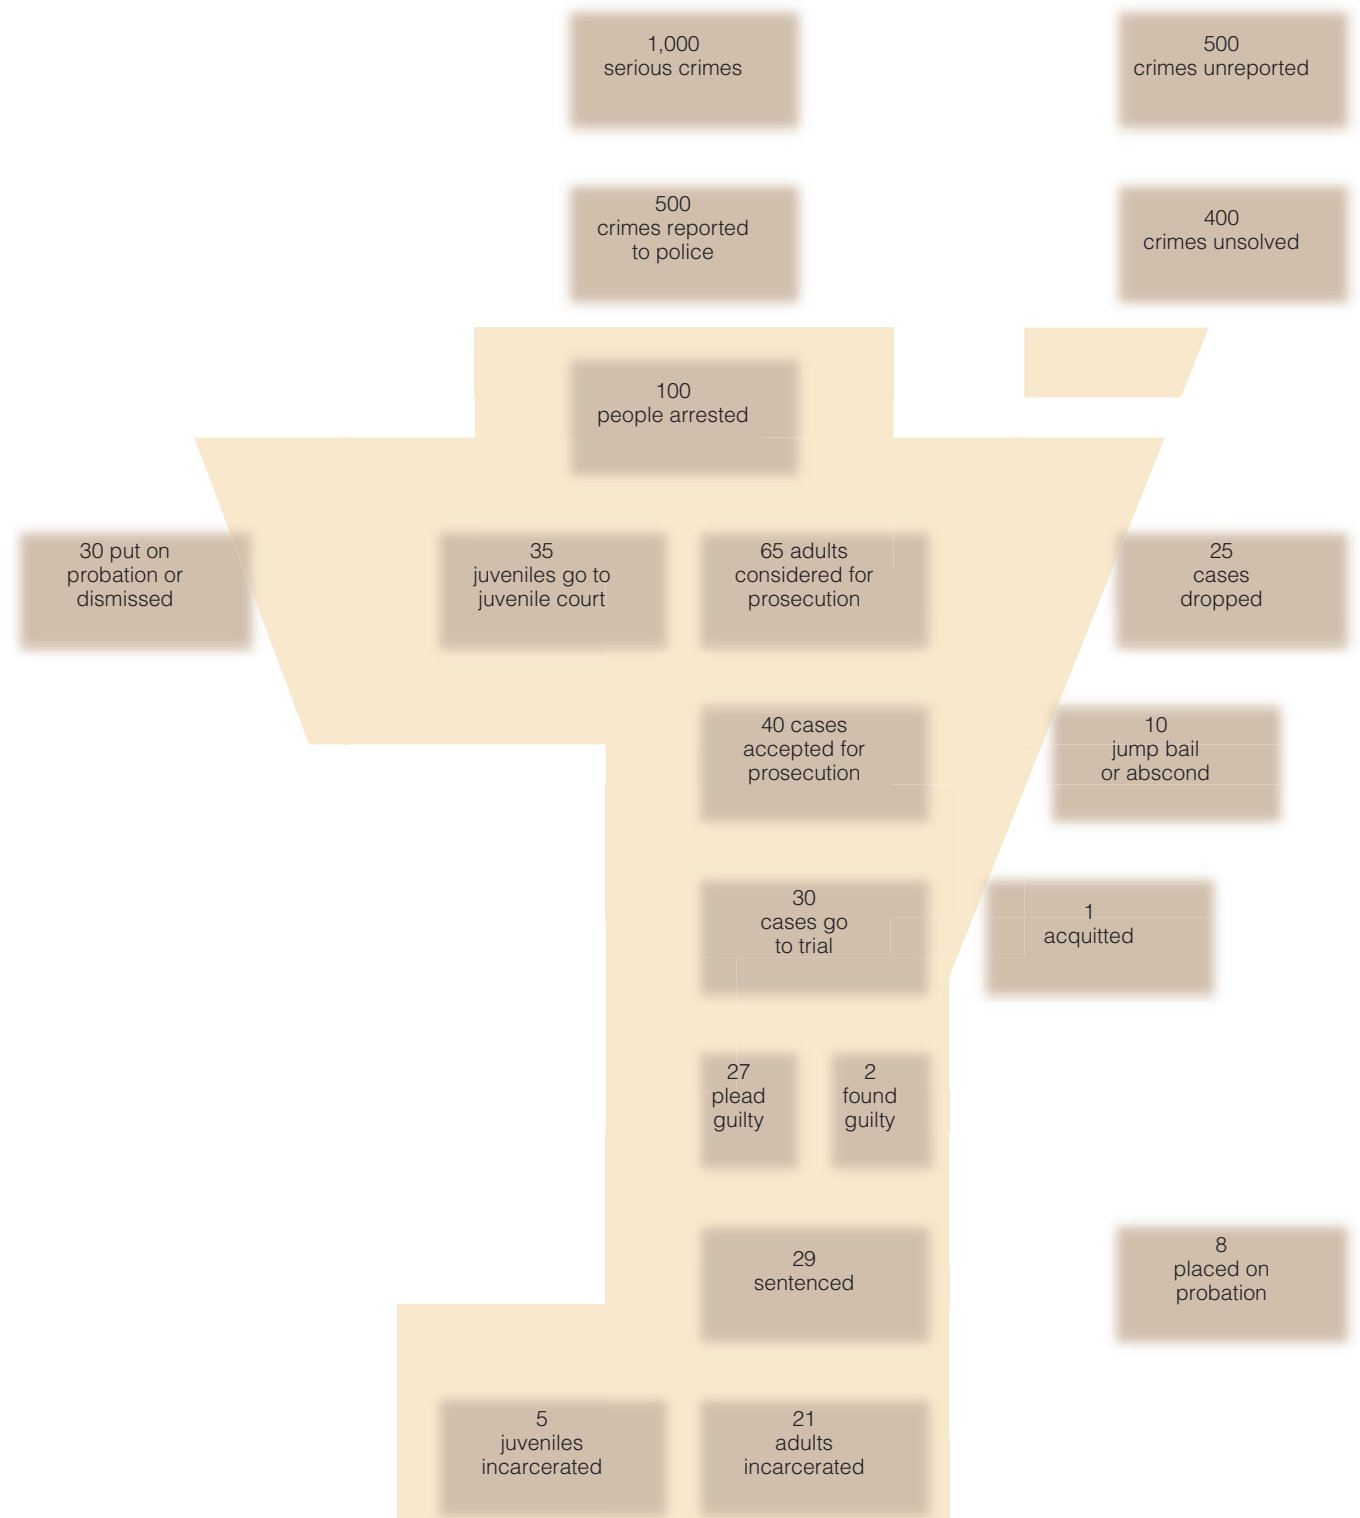 1,000
serious crimes
500
crimes unreported
500
crimes reported
to police
400
crimes unsolved
100
people arrested
30 put on
probation or
dismissed
35
juveniles go to
juvenile court
65 adults
considered for
prosecution
25
cases
dropped
40 cases
accepted for
prosecution
10
jump bail
or abscond
30
cases go
to trial
1
acquitted
27
plead
guilty
2
found
guilty
29
sentenced
8
placed on
probation
5
juveniles
incarcerated
21
adults
incarcerated